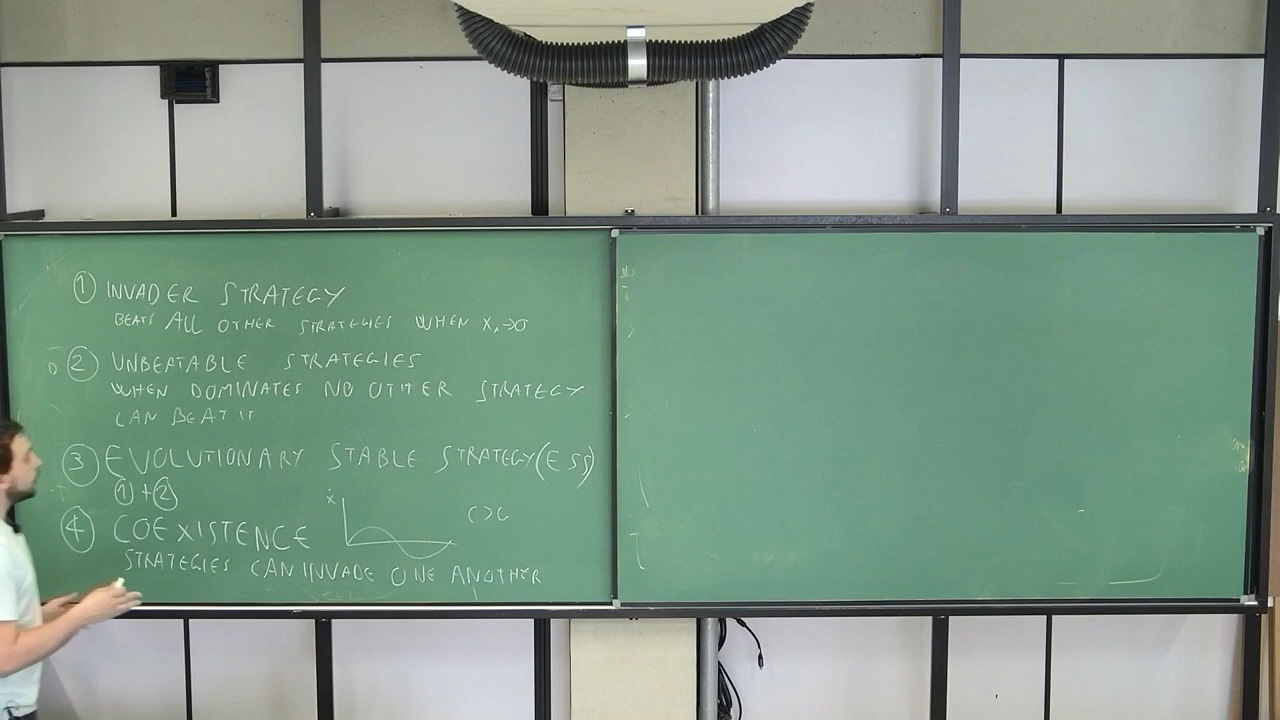 ① INVADER STRATEGY
BEATS ALL OTHER STRATEGIES WHEN X₁→0
② UNBEATABLE STRATEGIES
WHEN DOMINATES NO OTHER STRATEGY
CAN BEAT IT
③ EVOLUTIONARY STABLE STRATEGY (ESS)
① + ②
④ COEXISTENCE
ẋ
STRATEGIES CAN INVADE ONE ANOTHER